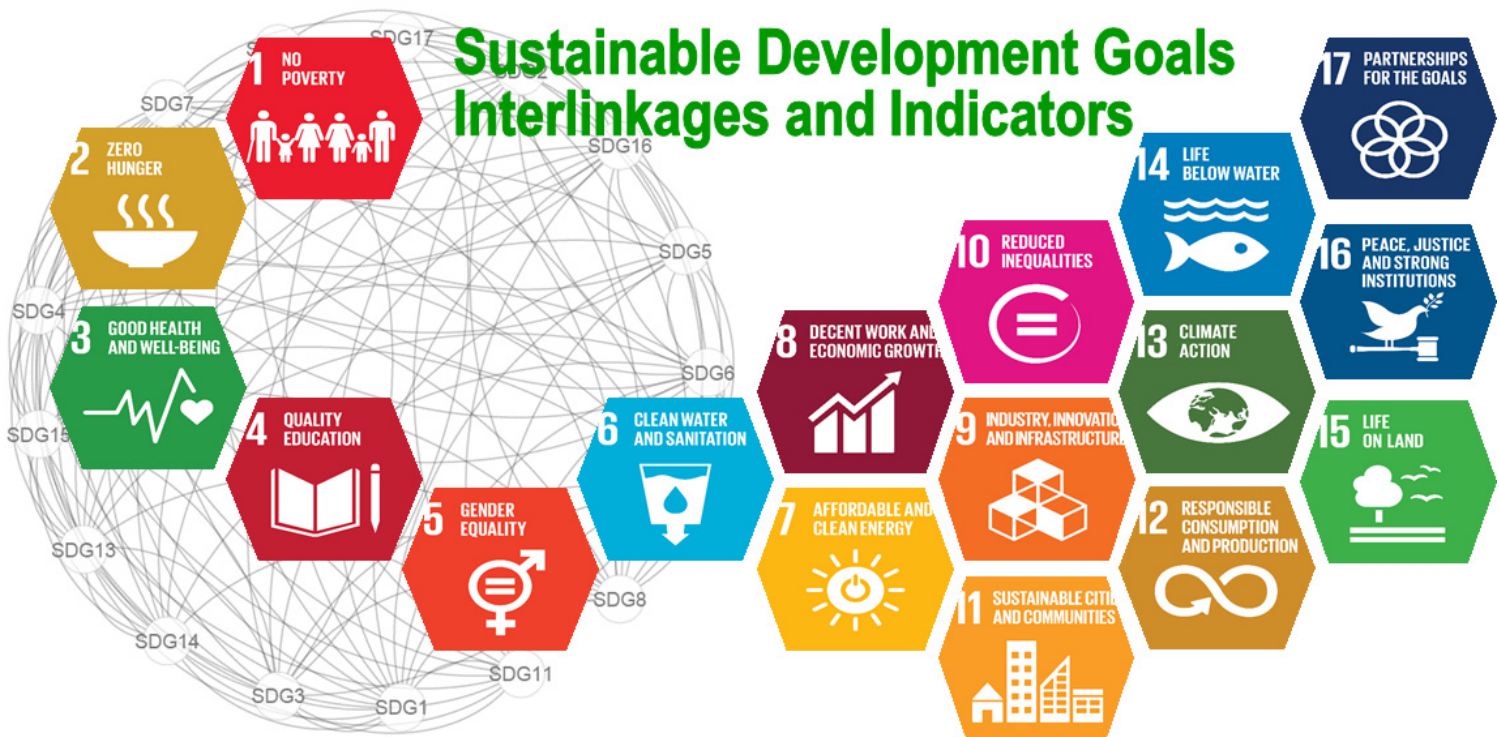 Sustainable Development Goals
Interlinkages and Indicators
1 NO
POVERTY
2 ZERO
HUNGER
3 GOOD HEALTH
AND WELL-BEING
4 QUALITY
EDUCATION
5 GENDER
EQUALITY
6 CLEAN WATER
AND SANITATION
7 AFFORDABLE AND
CLEAN ENERGY
8 DECENT WORK AND
ECONOMIC GROWTH
9 INDUSTRY, INNOVATIO
AND INFRASTRUCTURE
10 REDUCED
INEQUALITIES
11 SUSTAINABLE CITI
AND COMMUNITIES
12 RESPONSIBLE
CONSUMPTION
AND PRODUCTION
13 CLIMATE
ACTION
14 LIFE
BELOW WATER
15 LIFE
ON LAND
16 PEACE, JUSTICE
AND STRONG
INSTITUTIONS
17 PARTNERSHIPS
FOR THE GOALS
SDG17
SDG2
SDG7
SDG16
SDG5
SDG4
SDG6
SDG15
SDG13
SDG8
SDG14
SDG11
SDG3
SDG1